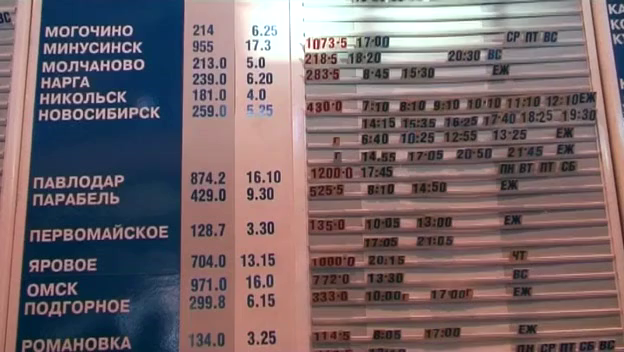 МОГОЧИНО 214 6.25
МИНУСИНСК 955 17.3 1073-5 17:00 СР ПТ ВС
МОЛЧАНОВО 213.0 5.0 218-5 18:20 20:30 ВС
НАРГА 239.0 6.20 283-5 8:45 15:30 ЕЖ
НИКОЛЬСК 181.0 4.0
НОВОСИБИРСК 259.0 5.25 430-0 7:10 8:10 9:10 10:10 11:10 12:10 ЕЖ
14:15 15:35 16:25 17:40 18:25 19:30
г 6:40 10:25 12:55 13:25 ЕЖ
г 14:55 17:05 20:50 21:45 ЕЖ
ПАВЛОДАР 874.2 16.10 1200-0 17:45 ПН ВТ ПТ СБ
ПАРАБЕЛЬ 429.0 9.30 525-5 8:10 14:50 ЕЖ
ПЕРВОМАЙСКОЕ 128.7 3.30 135-0 10:05 13:00 ЕЖ
17:05 21:05
ЯРОВОЕ 704.0 13.15 1000-0 20:15 ЧТ
ОМСК 971.0 16.0 772-0 13:30 ВС
ПОДГОРНОЕ 299.8 6.15 333-0 10:00г 17:00г ЕЖ
РОМАНОВКА 134.0 3.25 114-5 17:00 ЕЖ
ПН СР ПТ СБ ВС